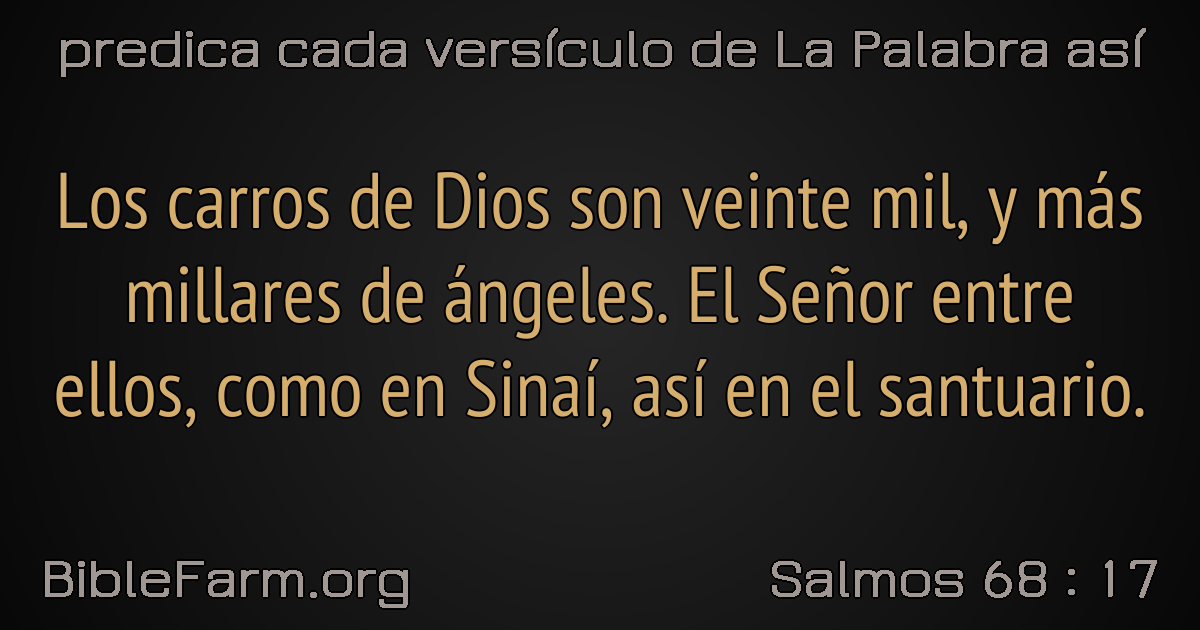 predica cada versículo de La Palabra así
Los carros de Dios son veinte mil, y más
millares de ángeles. El Señor entre
ellos, como en Sinaí, así en el santuario.
BibleFarm.org
Salmos 68 : 17